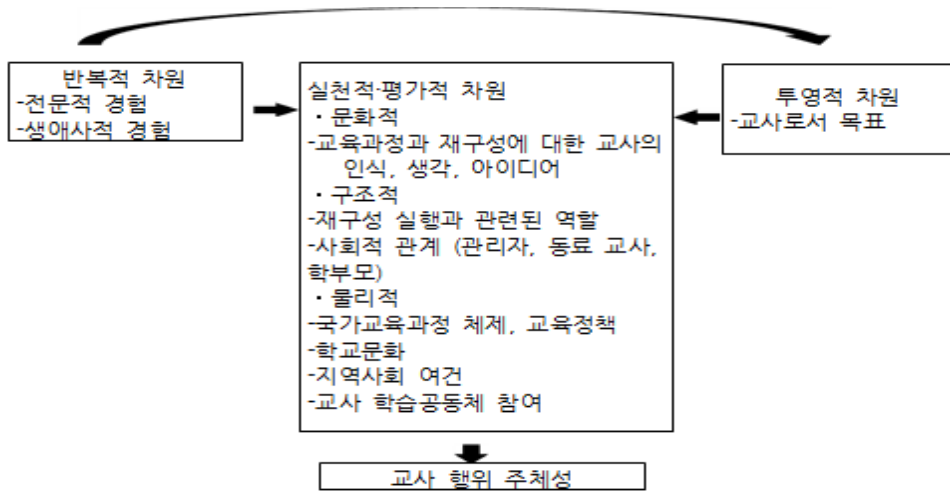 반복적 차원
-전문적 경험
-생애사적 경험
실천적·평가적 차원
· 문화적
-교육과정과 재구성에 대한 교사의
인식, 생각, 아이디어
· 구조적
-재구성 실행과 관련된 역할
-사회적 관계 (관리자, 동료 교사,
학부모)
· 물리적
-국가교육과정 체제, 교육정책
-학교문화
-지역사회 여건
-교사 학습공동체 참여
투영적 차원
-교사로서 목표
교사 행위 주체성